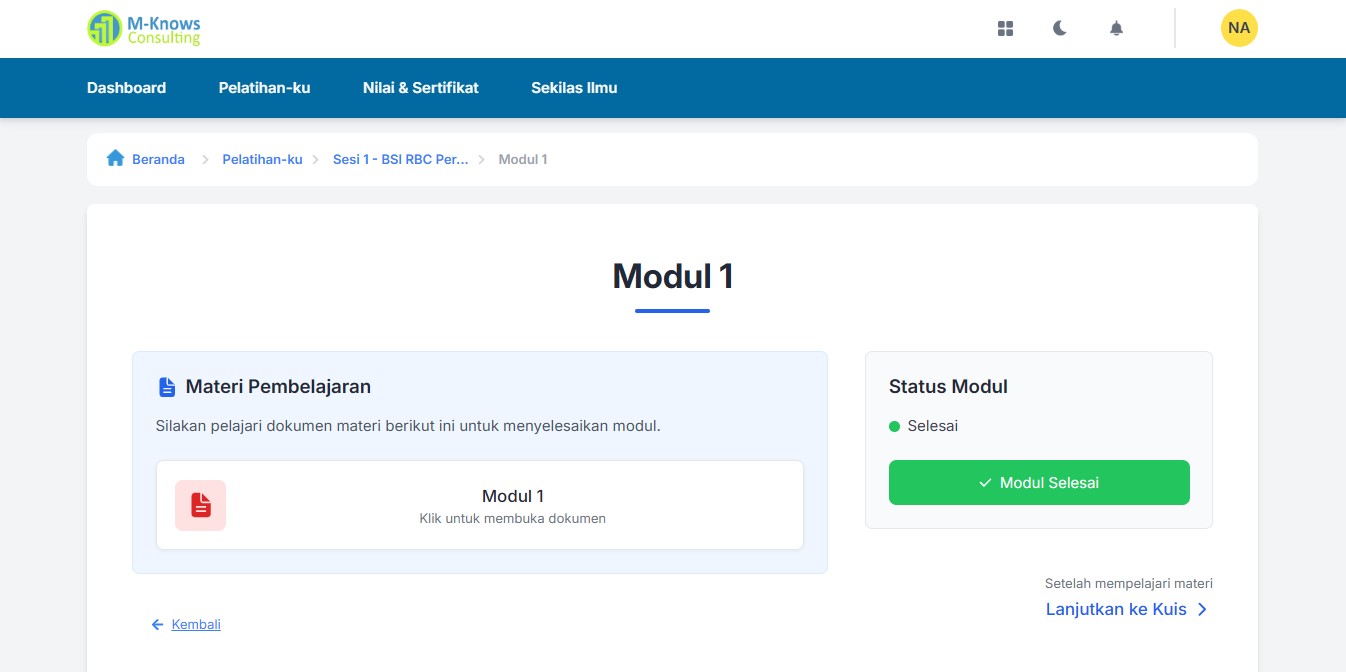 M-Knows
Consulting
NA
Dashboard
Pelatihan-ku
Nilai & Sertifikat
Sekilas Ilmu
Beranda
Pelatihan-ku
Sesi 1 - BSI RBC Per...
Modul 1
Modul 1
Materi Pembelajaran
Silakan pelajari dokumen materi berikut ini untuk menyelesaikan modul.
Modul 1
Klik untuk membuka dokumen
Status Modul
Selesai
Modul Selesai
Setelah mempelajari materi
Lanjutkan ke Kuis
Kembali